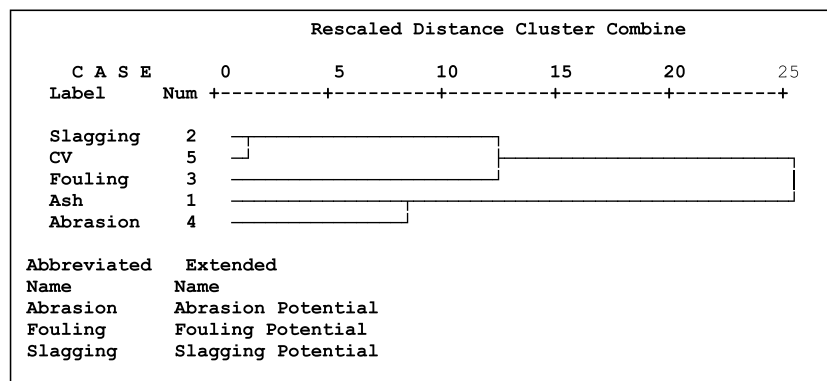 Rescaled Distance Cluster Combine
C A S E 0 5 10 15 20 25
Label Num +---------+---------+---------+---------+---------+
Slagging 2
CV 5
Fouling 3
Ash 1
Abrasion 4
Abbreviated Extended
Name Name
Abrasion Abrasion Potential
Fouling Fouling Potential
Slagging Slagging Potential